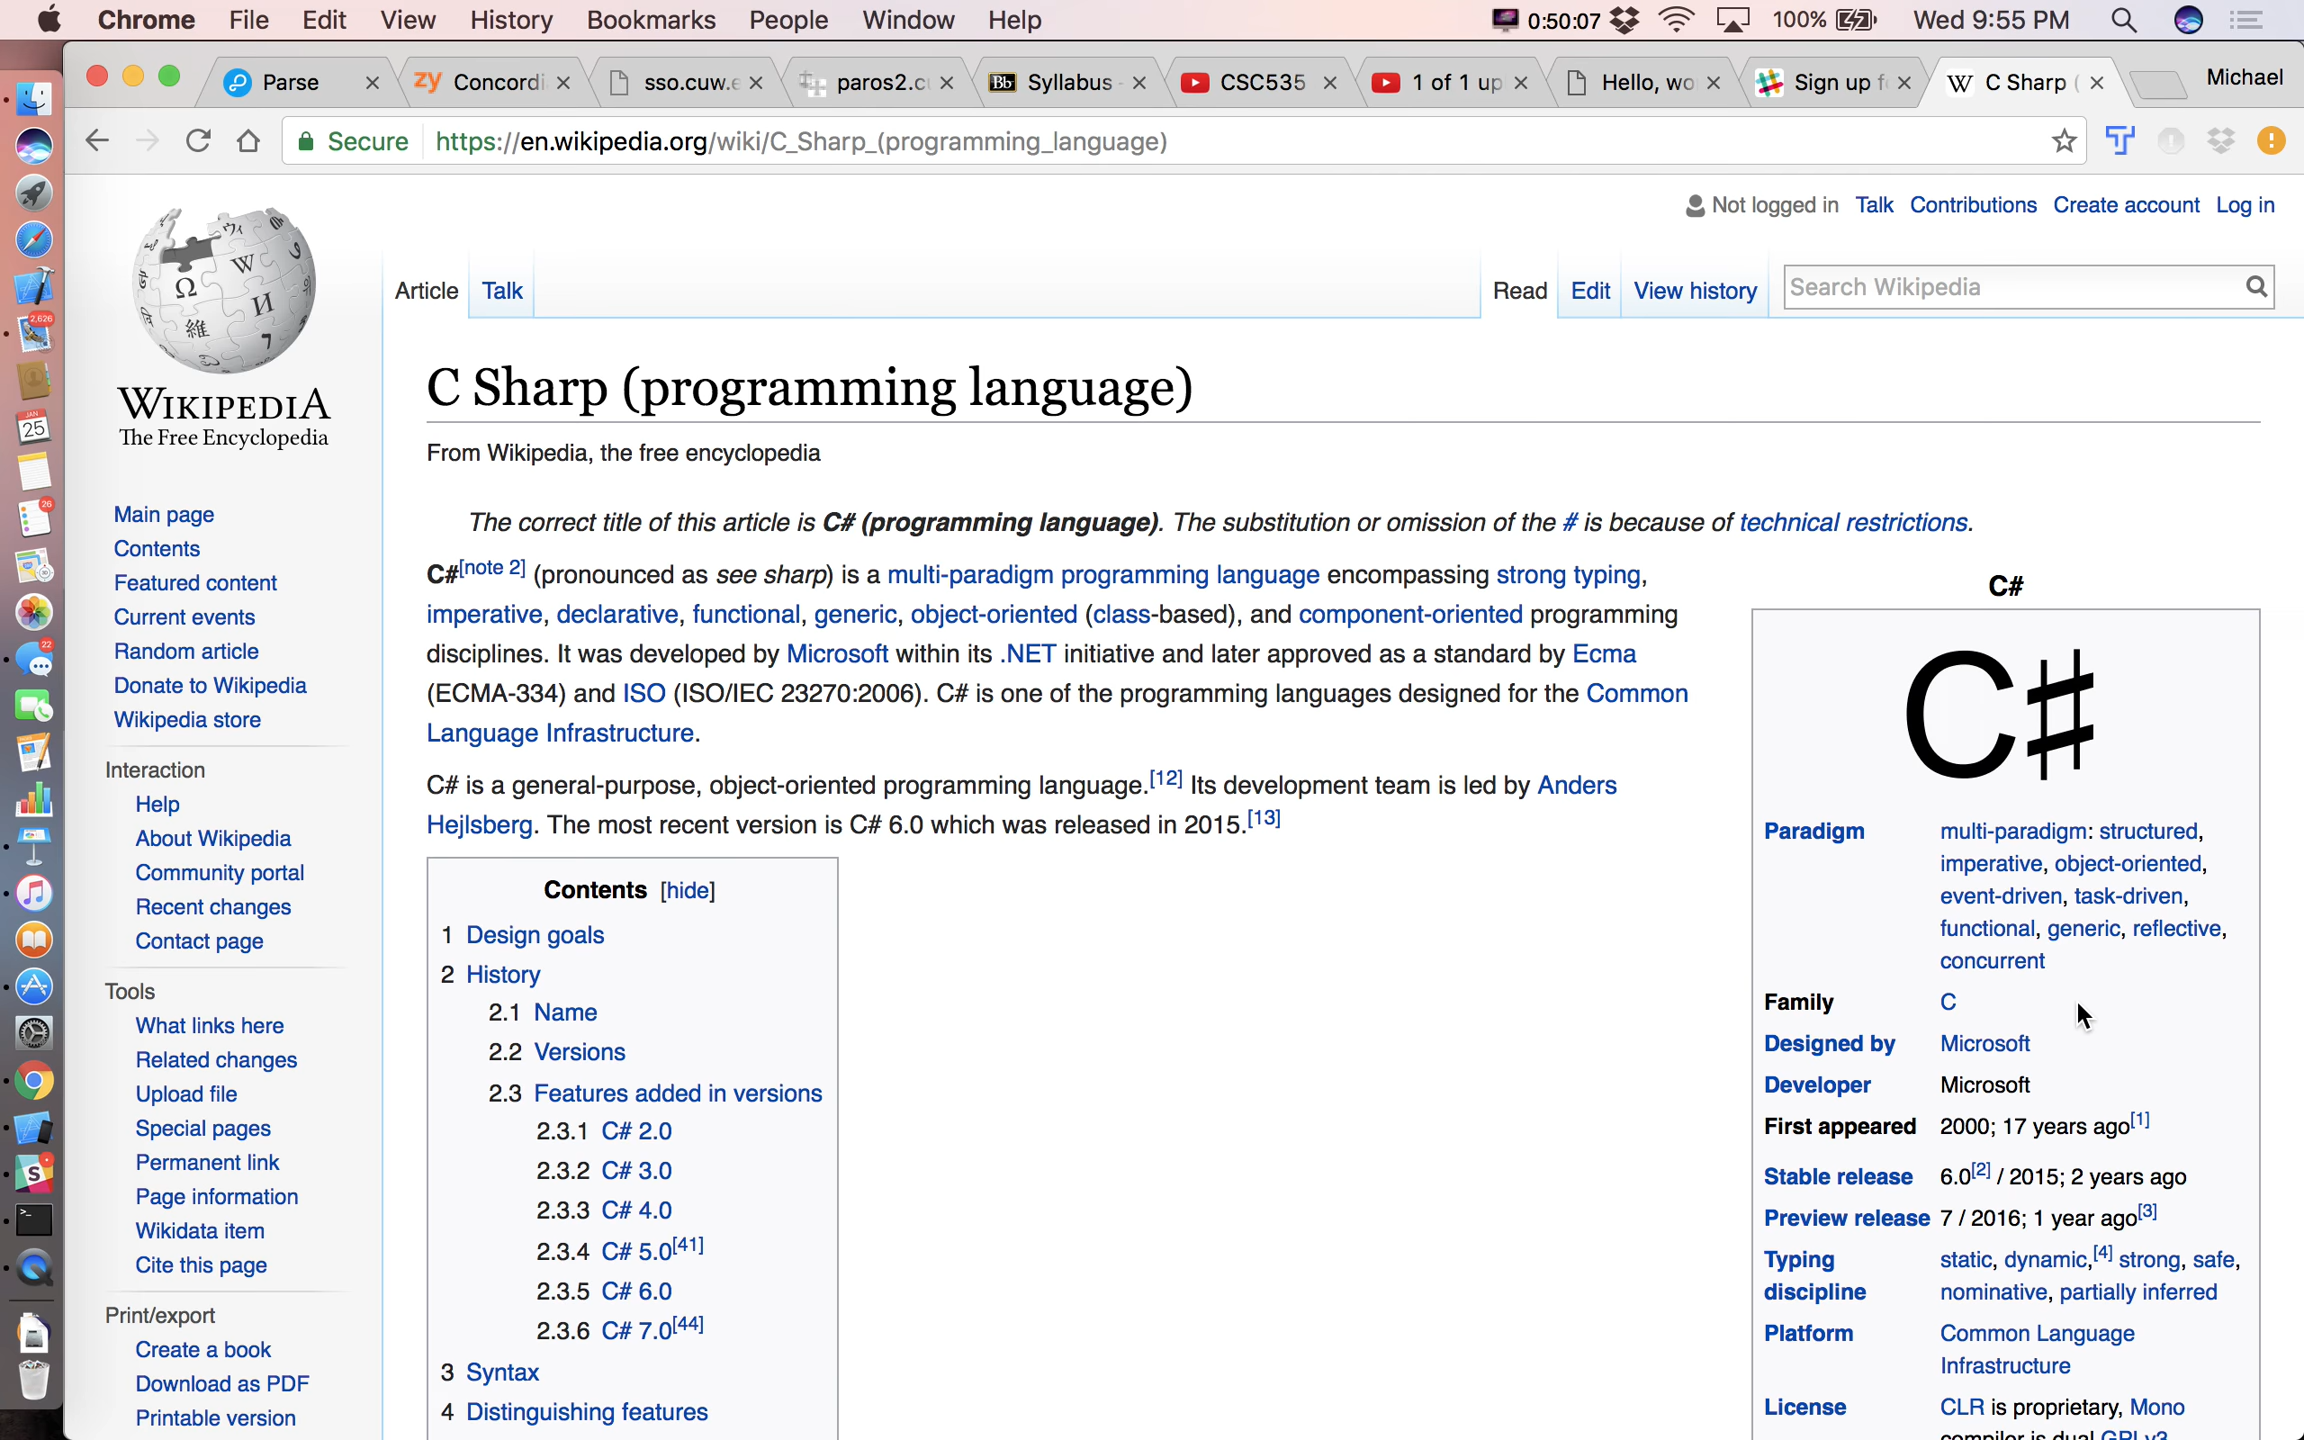 Chrome File Edit View History Bookmarks People Window Help 0:50:07 100% Wed 9:55 PM
Parse zy Concordi sso.cuw.e paros2.cu Bb Syllabus - CSC535 1 of 1 up Hello, wo Sign up f W C Sharp ( Michael
Secure https://en.wikipedia.org/wiki/C_Sharp_(programming_language)
Not logged in Talk Contributions Create account Log in
Article Talk Read Edit View history Search Wikipedia
WIKIPEDIA
The Free Encyclopedia
Main page
Contents
Featured content
Current events
Random article
Donate to Wikipedia
Wikipedia store
Interaction
Help
About Wikipedia
Community portal
Recent changes
Contact page
Tools
What links here
Related changes
Upload file
Special pages
Permanent link
Page information
Wikidata item
Cite this page
Print/export
Create a book
Download as PDF
Printable version
C Sharp (programming language)
From Wikipedia, the free encyclopedia
The correct title of this article is C# (programming language). The substitution or omission of the # is because of technical restrictions.
C#[note 2] (pronounced as see sharp) is a multi-paradigm programming language encompassing strong typing,
imperative, declarative, functional, generic, object-oriented (class-based), and component-oriented programming
disciplines. It was developed by Microsoft within its .NET initiative and later approved as a standard by Ecma
(ECMA-334) and ISO (ISO/IEC 23270:2006). C# is one of the programming languages designed for the Common
Language Infrastructure.
C# is a general-purpose, object-oriented programming language.[12] Its development team is led by Anders
Hejlsberg. The most recent version is C# 6.0 which was released in 2015.[13]
Contents [hide]
1 Design goals
2 History
2.1 Name
2.2 Versions
2.3 Features added in versions
2.3.1 C# 2.0
2.3.2 C# 3.0
2.3.3 C# 4.0
2.3.4 C# 5.0[41]
2.3.5 C# 6.0
2.3.6 C# 7.0[44]
3 Syntax
4 Distinguishing features
C#
C♯
Paradigm multi-paradigm: structured,
imperative, object-oriented,
event-driven, task-driven,
functional, generic, reflective,
concurrent
Family C
Designed by Microsoft
Developer Microsoft
First appeared 2000; 17 years ago[1]
Stable release 6.0[2] / 2015; 2 years ago
Preview release 7 / 2016; 1 year ago[3]
Typing static, dynamic,[4] strong, safe,
discipline nominative, partially inferred
Platform Common Language
Infrastructure
License CLR is proprietary, Mono
compiler is dual GPLv3
2,626
JAN
25
26
22